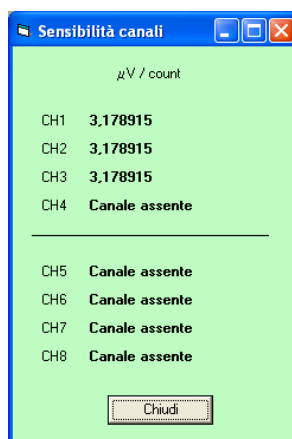 Sensibilità canali
µV / count
CH1 3,178915
CH2 3,178915
CH3 3,178915
CH4 Canale assente
CH5 Canale assente
CH6 Canale assente
CH7 Canale assente
CH8 Canale assente
Chiudi